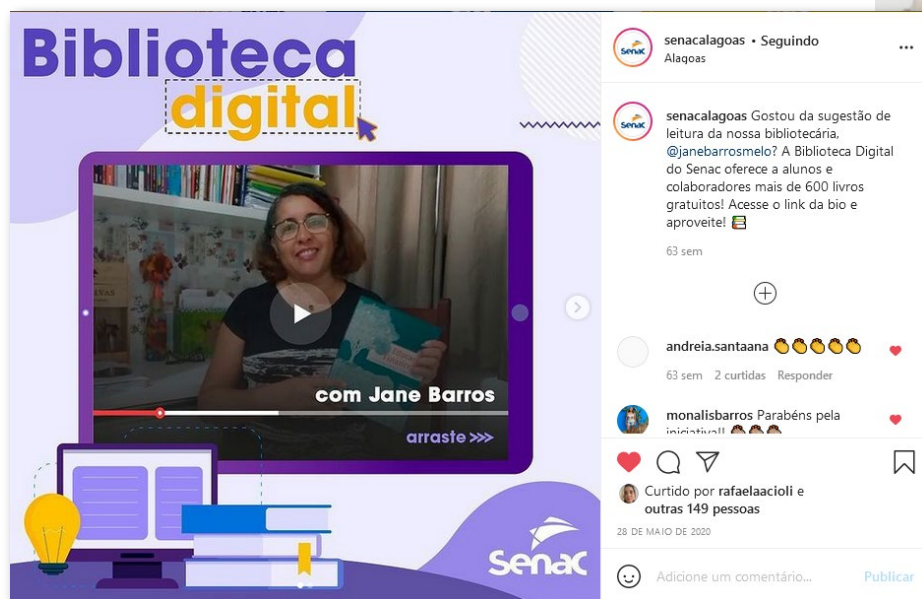 Biblioteca
digital
com Jane Barros
arraste >>>
Senac
Senac
senacalagoas • Seguindo
Alagoas
...
Senac
senacalagoas Gostou da sugestão de
leitura da nossa bibliotecária,
@janebarrosmelo? A Biblioteca Digital
do Senac oferece a alunos e
colaboradores mais de 600 livros
gratuitos! Acesse o link da bio e
aproveite! 📚
63 sem
andreia.santaana 👏👏👏👏👏
63 sem 2 curtidas Responder
monalisbarros Parabéns pela
iniciativa!! 👏🏽👏🏽👏🏽
Curtido por rafaelaacioli e
outras 149 pessoas
28 DE MAIO DE 2020
Adicione um comentário... Publicar